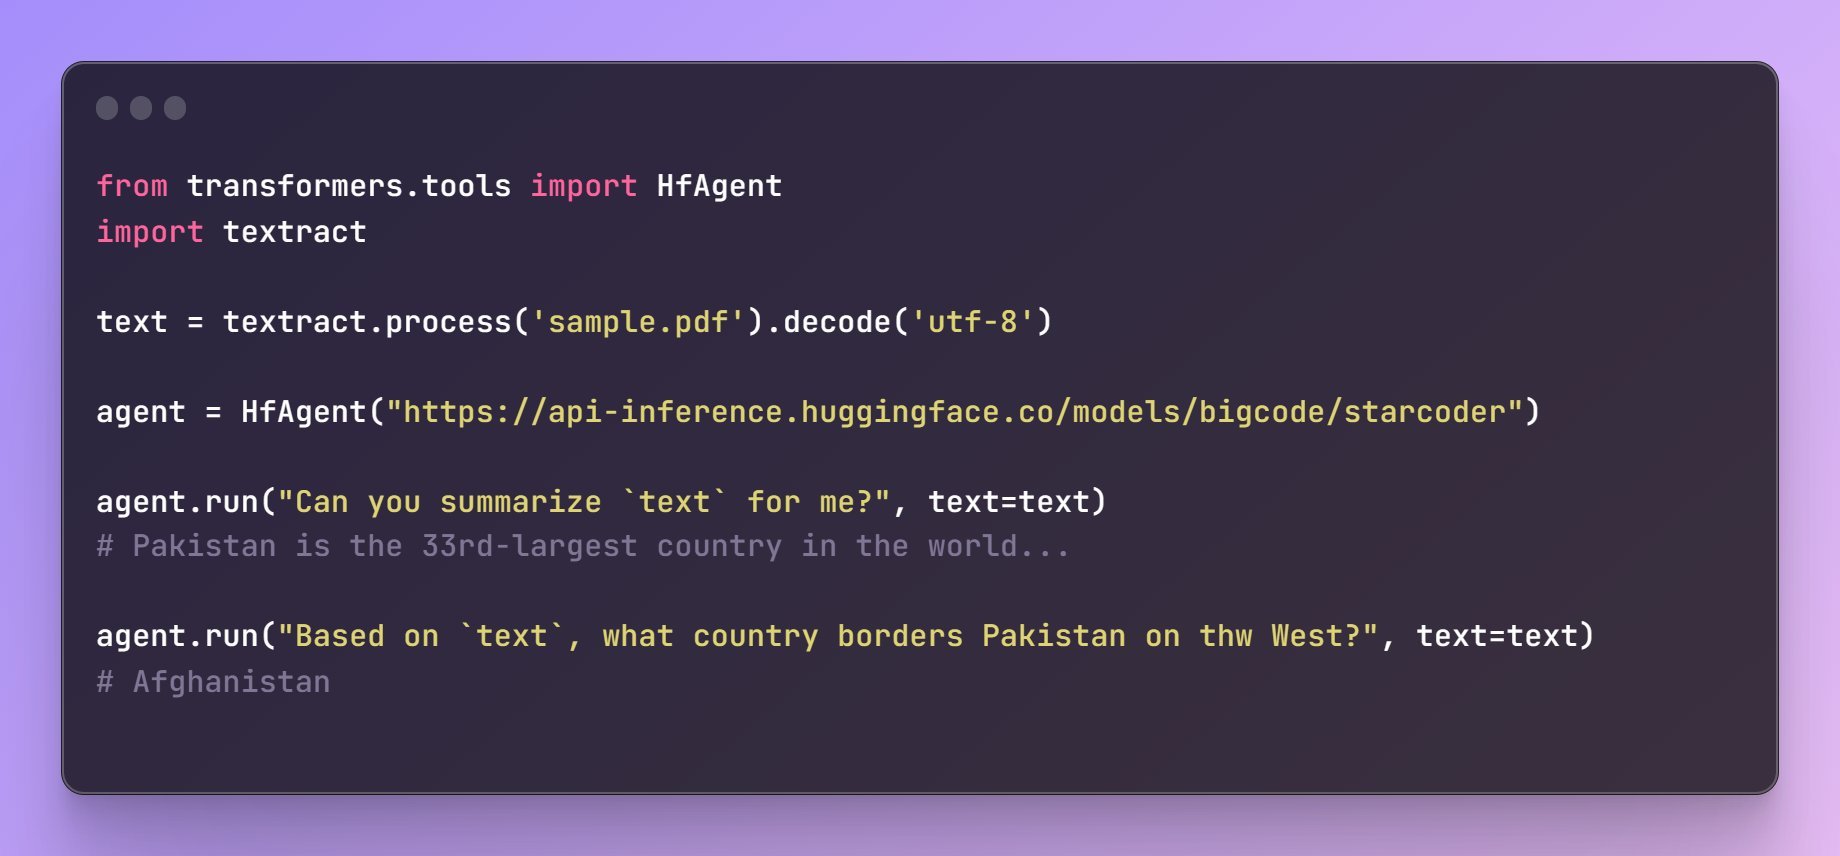 from transformers.tools import HfAgent
import textract
text = textract.process('sample.pdf').decode('utf-8')
agent = HfAgent("https://api-inference.huggingface.co/models/bigcode/starcoder")
agent.run("Can you summarize `text` for me?", text=text)
# Pakistan is the 33rd-largest country in the world...
agent.run("Based on `text`, what country borders Pakistan on thw West?", text=text)
# Afghanistan